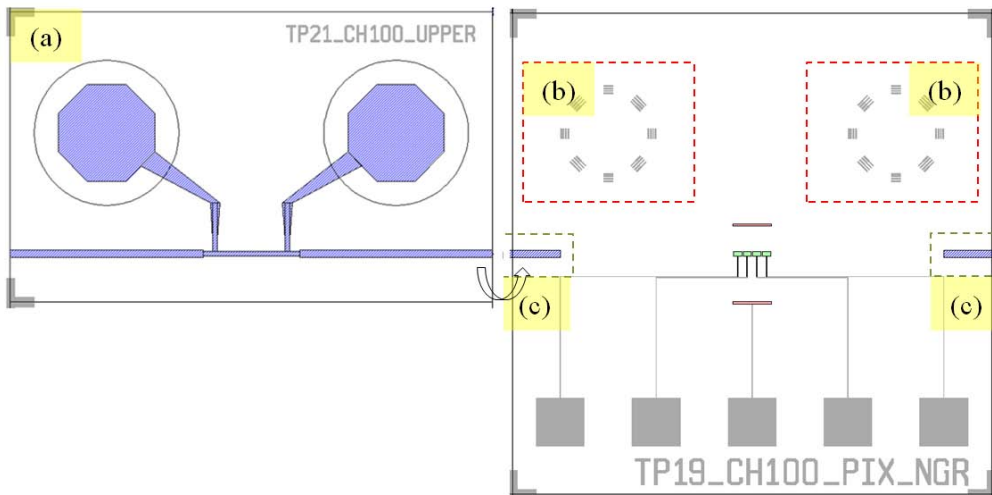 (a)
TP21_CH100_UPPER
(b)
(b)
(c)
(c)
TP19_CH100_PIX_NGR